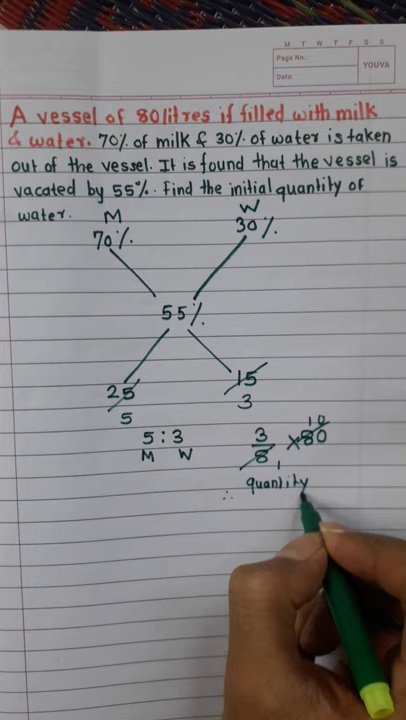 M T W T F S S
Page No.:
YOUVA
Date:
A vessel of 80litres if filled with milk
& water. 70% of milk & 30% of water is taken
out of the vessel. It is found that the vessel is
vacated by 55%. Find the initial quantity of
water.
M W
70% 30%
55%
25 15
5 3
5 : 3
M W
3/8 × 80
10
1
∴ quantity